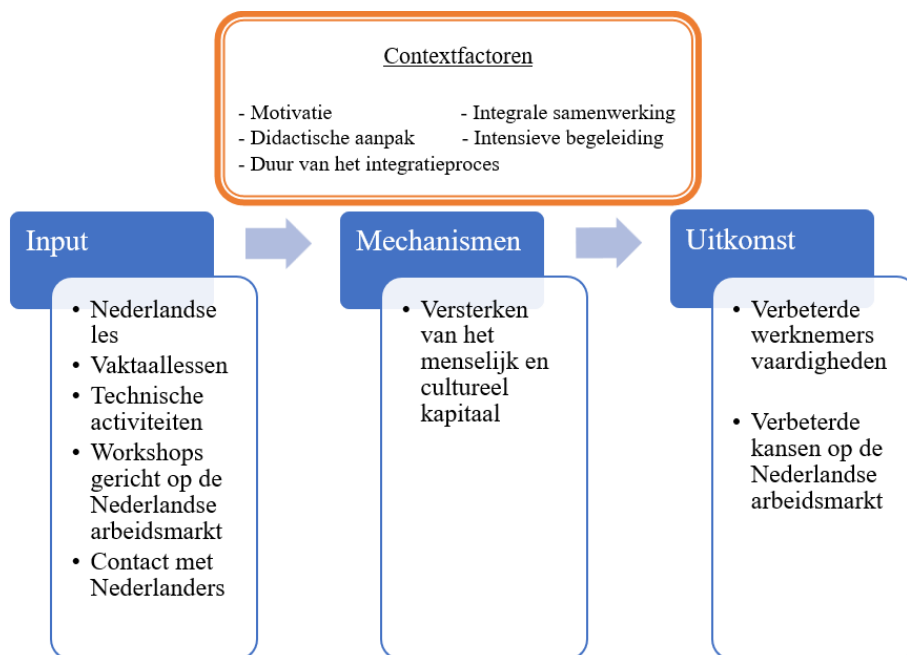 Contextfactoren
- Motivatie - Integrale samenwerking
- Didactische aanpak - Intensieve begeleiding
- Duur van het integratieproces
Input
• Nederlandse
les
• Vaktaallessen
• Technische
activiteiten
• Workshops
gericht op de
Nederlandse
arbeidsmarkt
• Contact met
Nederlanders
Mechanismen
• Versterken
van het
menselijk en
cultureel
kapitaal
Uitkomst
• Verbeterde
werknemers
vaardigheden
• Verbeterde
kansen op de
Nederlandse
arbeidsmarkt